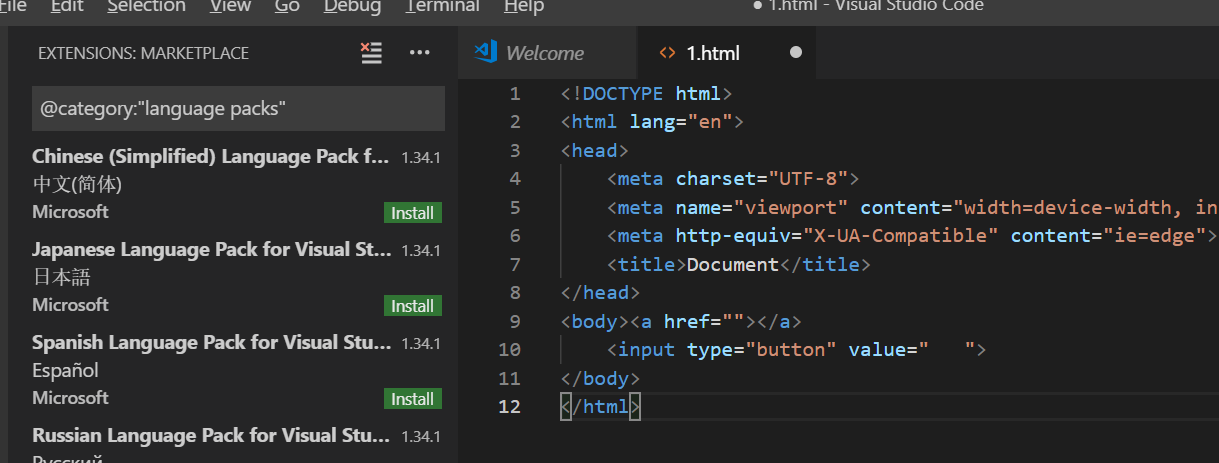 File Edit Selection View Go Debug Terminal Help ● 1.html - Visual Studio Code
EXTENSIONS: MARKETPLACE
@category:"language packs"
Chinese (Simplified) Language Pack f... 1.34.1
中文(简体)
Microsoft Install
Japanese Language Pack for Visual St... 1.34.1
日本語
Microsoft Install
Spanish Language Pack for Visual Stu... 1.34.1
Español
Microsoft Install
Russian Language Pack for Visual Stu... 1.34.1
Русский
Welcome <> 1.html ●
1 <!DOCTYPE html>
2 <html lang="en">
3 <head>
4 <meta charset="UTF-8">
5 <meta name="viewport" content="width=device-width, in
6 <meta http-equiv="X-UA-Compatible" content="ie=edge">
7 <title>Document</title>
8 </head>
9 <body><a href=""></a>
10 <input type="button" value="   ">
11 </body>
12 </html>